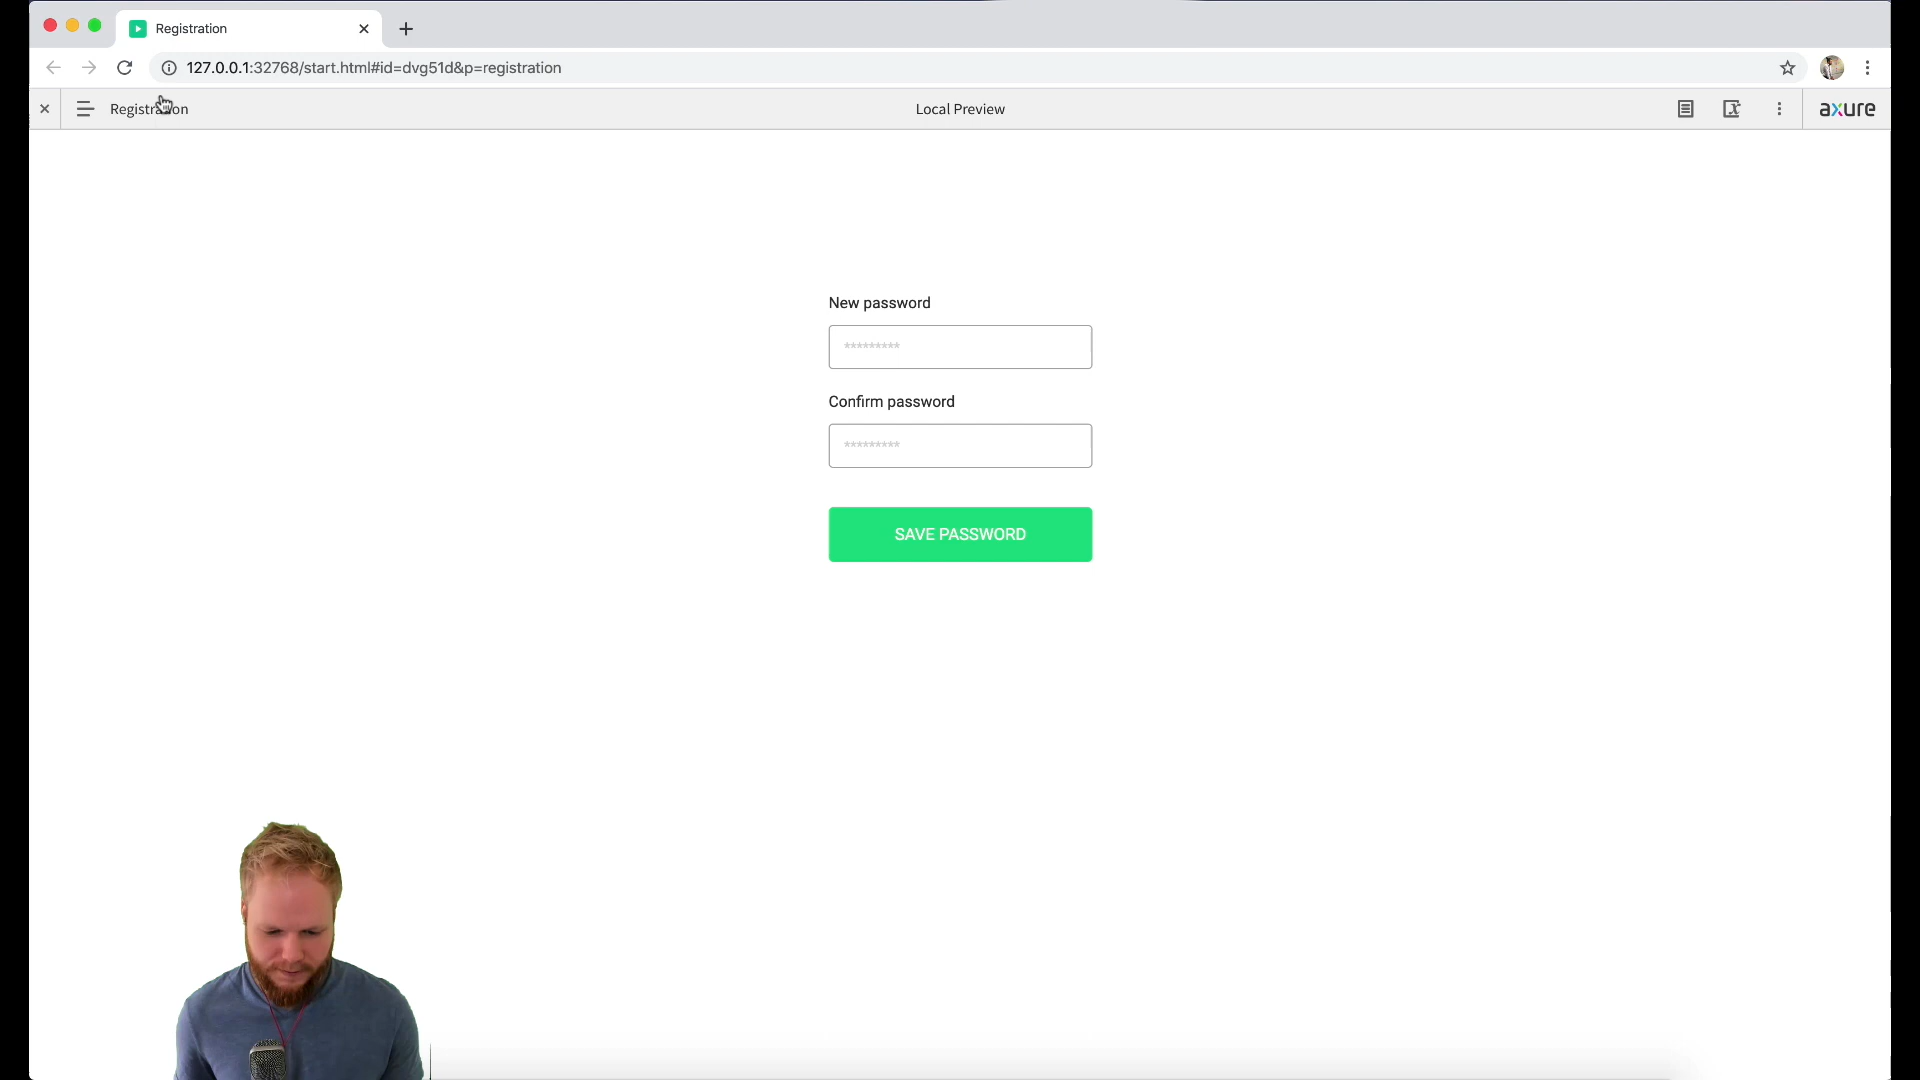 Registration
127.0.0.1:32768/start.html#id=dvg51d&p=registration
Registration
Local Preview
axure
New password
*********
Confirm password
*********
SAVE PASSWORD